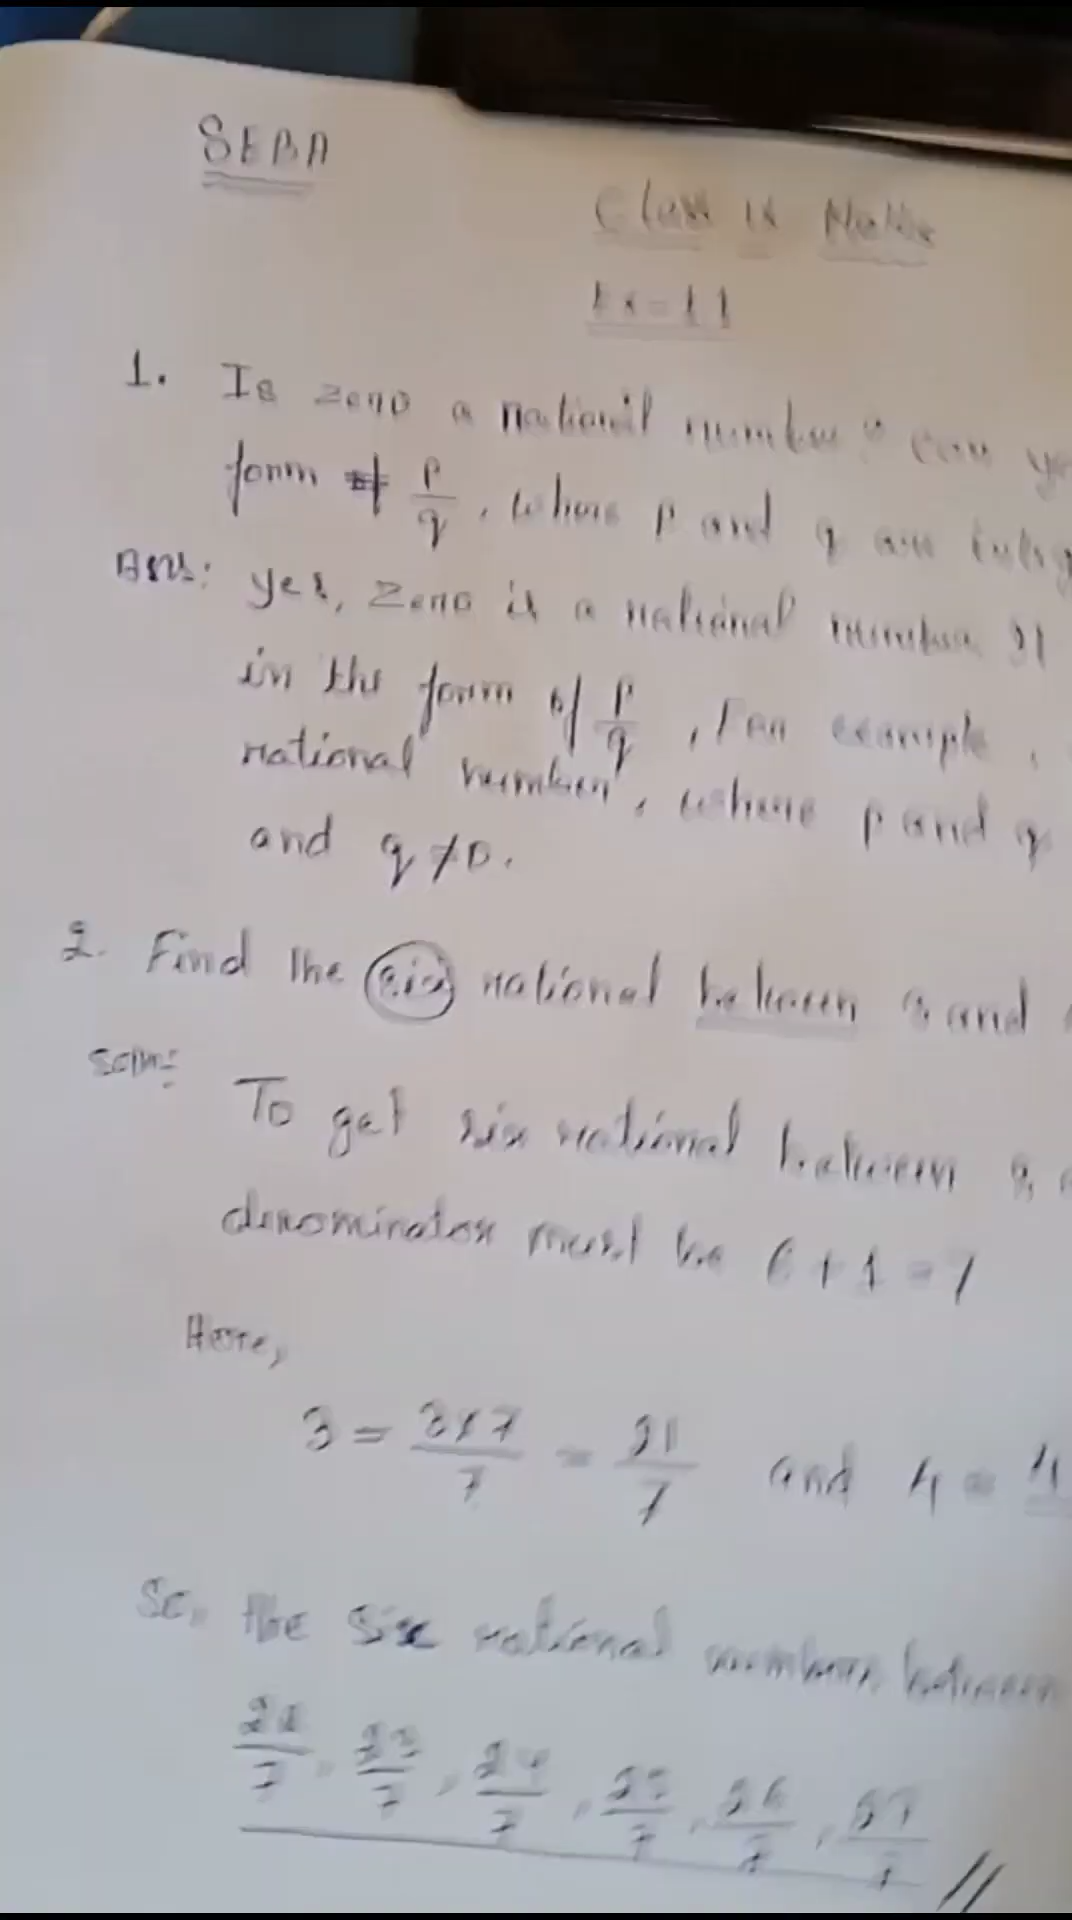 SEBA
Class IX Maths
Ex = 1.1
1. Is zero a rational number? Can
form of p/q, where p and q are
Ans: Yes, zero is a rational number. It
in the form of p/q, For example,
rational number, where p and q
and q ≠ 0.
2. Find the six rational between 3 and
Soln:
To get six rational between 3
denominator must be 6 + 1 = 7
Here,
3 = 3×7/7 = 21/7 and 4 = 4
So, the six rational numbers between
22/7, 23/7, 24/7, 25/7, 26/7, 27/7 //